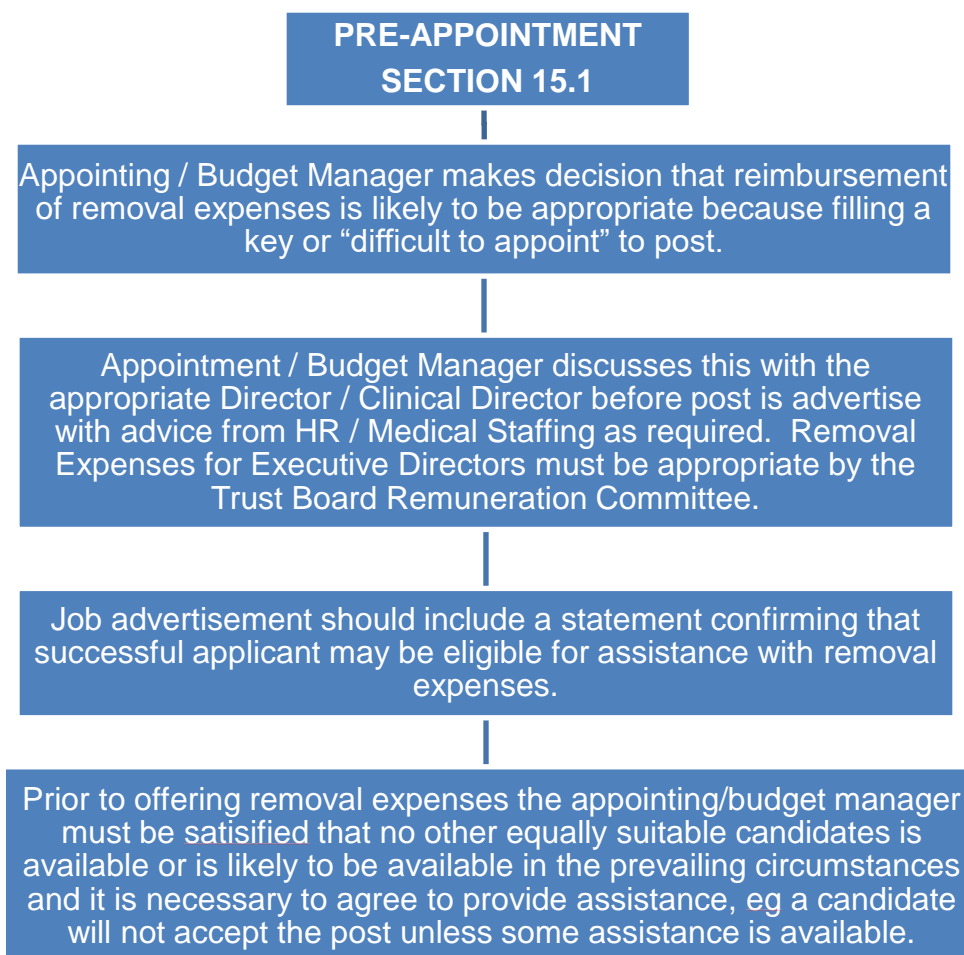 PRE-APPOINTMENT
SECTION 15.1
Appointing / Budget Manager makes decision that reimbursement
of removal expenses is likely to be appropriate because filling a
key or “difficult to appoint” to post.
Appointment / Budget Manager discusses this with the
appropriate Director / Clinical Director before post is advertise
with advice from HR / Medical Staffing as required.  Removal
Expenses for Executive Directors must be appropriate by the
Trust Board Remuneration Committee.
Job advertisement should include a statement confirming that
successful applicant may be eligible for assistance with removal
expenses.
Prior to offering removal expenses the appointing/budget manager
must be satisified that no other equally suitable candidates is
available or is likely to be available in the prevailing circumstances
and it is necessary to agree to provide assistance, eg a candidate
will not accept the post unless some assistance is available.